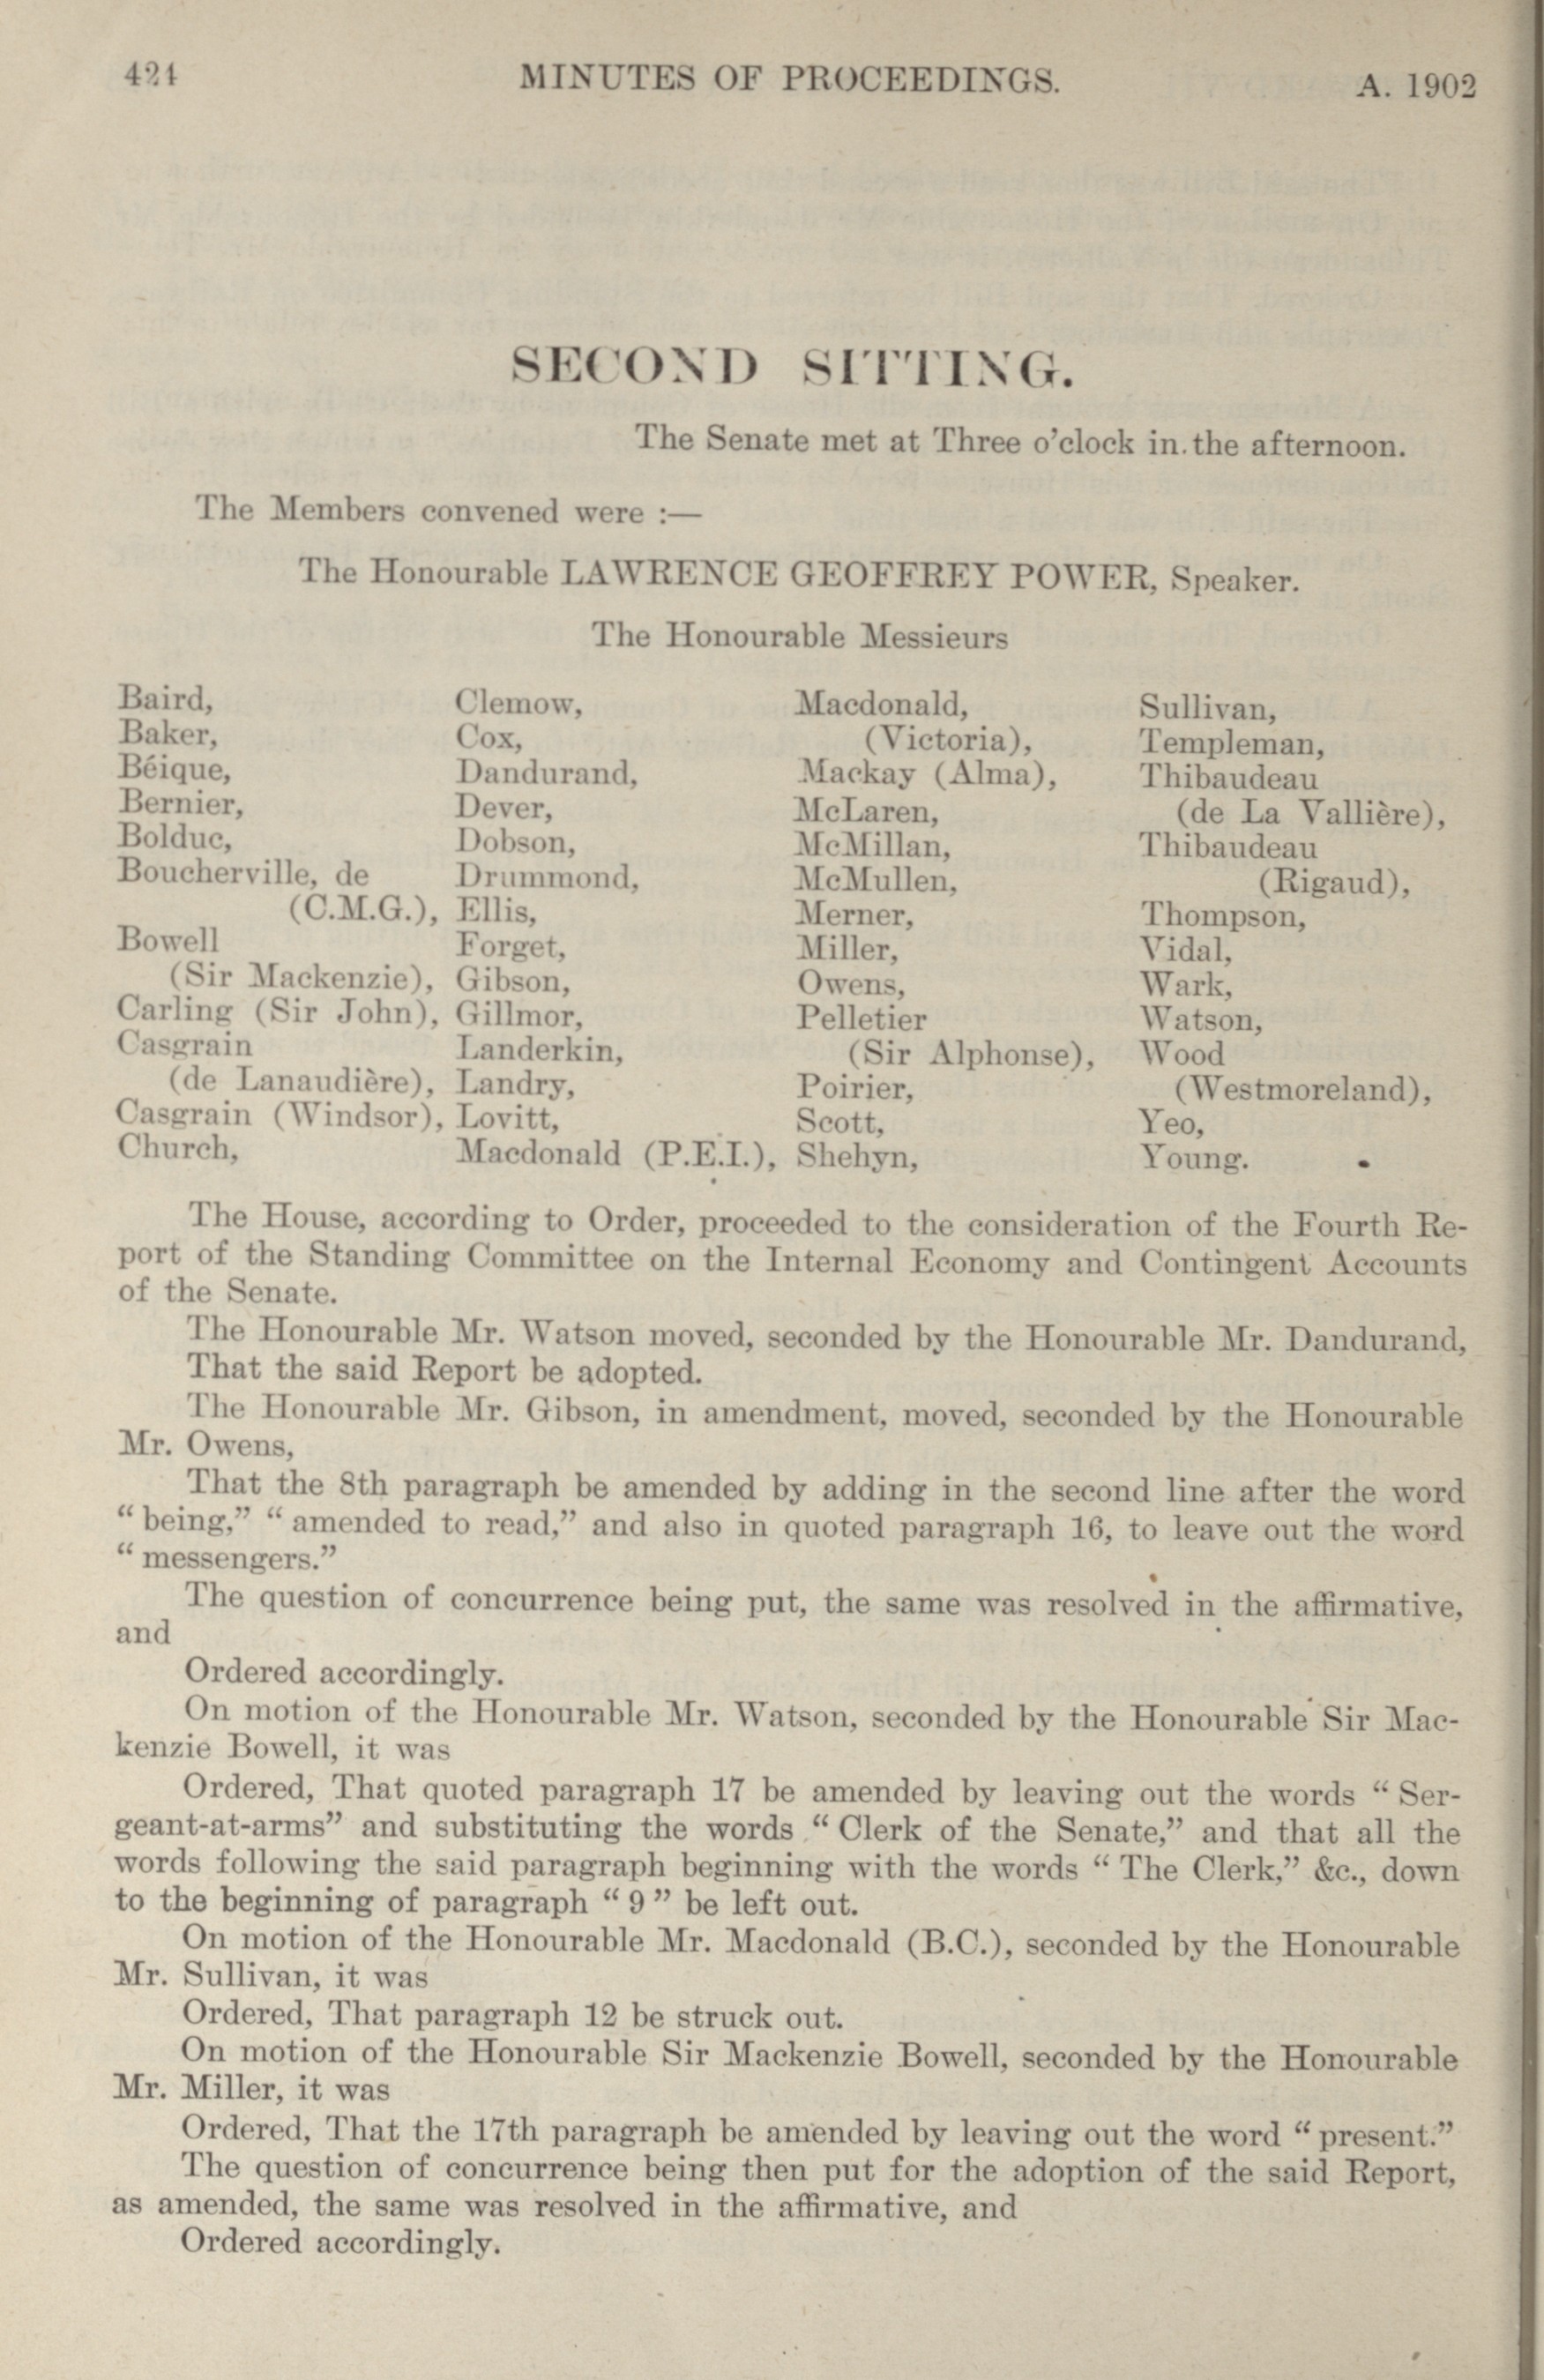 424
MINUTES OF PROCEEDINGS.
A. 1902
SECOND SITTING.
The Senate met at Three o'clock in the afternoon.
The Members convened were :—
The Honourable LAWRENCE GEOFFREY POWER, Speaker.
The Honourable Messieurs
Baird,
Baker,
Béique,
Bernier,
Bolduc,
Boucherville, de
(C.M.G.),
Bowell
(Sir Mackenzie),
Carling (Sir John),
Casgrain
(de Lanaudière),
Casgrain (Windsor),
Church,
Clemow,
Cox,
Dandurand,
Dever,
Dobson,
Drummond,
Ellis,
Forget,
Gibson,
Gillmor,
Landerkin,
Landry,
Lovitt,
Macdonald (P.E.I.),
Macdonald,
(Victoria),
Mackay (Alma),
McLaren,
McMillan,
McMullen,
Merner,
Miller,
Owens,
Pelletier
(Sir Alphonse),
Poirier,
Scott,
Shehyn,
Sullivan,
Templeman,
Thibaudeau
(de La Vallière),
Thibaudeau
(Rigaud),
Thompson,
Vidal,
Wark,
Watson,
Wood
(Westmoreland),
Yeo,
Young.
The House, according to Order, proceeded to the consideration of the Fourth Re-
port of the Standing Committee on the Internal Economy and Contingent Accounts
of the Senate.
The Honourable Mr. Watson moved, seconded by the Honourable Mr. Dandurand,
That the said Report be adopted.
The Honourable Mr. Gibson, in amendment, moved, seconded by the Honourable
Mr. Owens,
That the 8th paragraph be amended by adding in the second line after the word
" being," " amended to read," and also in quoted paragraph 16, to leave out the word
" messengers."
The question of concurrence being put, the same was resolved in the affirmative,
and
Ordered accordingly.
On motion of the Honourable Mr. Watson, seconded by the Honourable Sir Mac-
kenzie Bowell, it was
Ordered, That quoted paragraph 17 be amended by leaving out the words " Ser-
geant-at-arms" and substituting the words " Clerk of the Senate," and that all the
words following the said paragraph beginning with the words " The Clerk," &c., down
to the beginning of paragraph " 9 " be left out.
On motion of the Honourable Mr. Macdonald (B.C.), seconded by the Honourable
Mr. Sullivan, it was
Ordered, That paragraph 12 be struck out.
On motion of the Honourable Sir Mackenzie Bowell, seconded by the Honourable
Mr. Miller, it was
Ordered, That the 17th paragraph be amended by leaving out the word " present."
The question of concurrence being then put for the adoption of the said Report,
as amended, the same was resolved in the affirmative, and
Ordered accordingly.